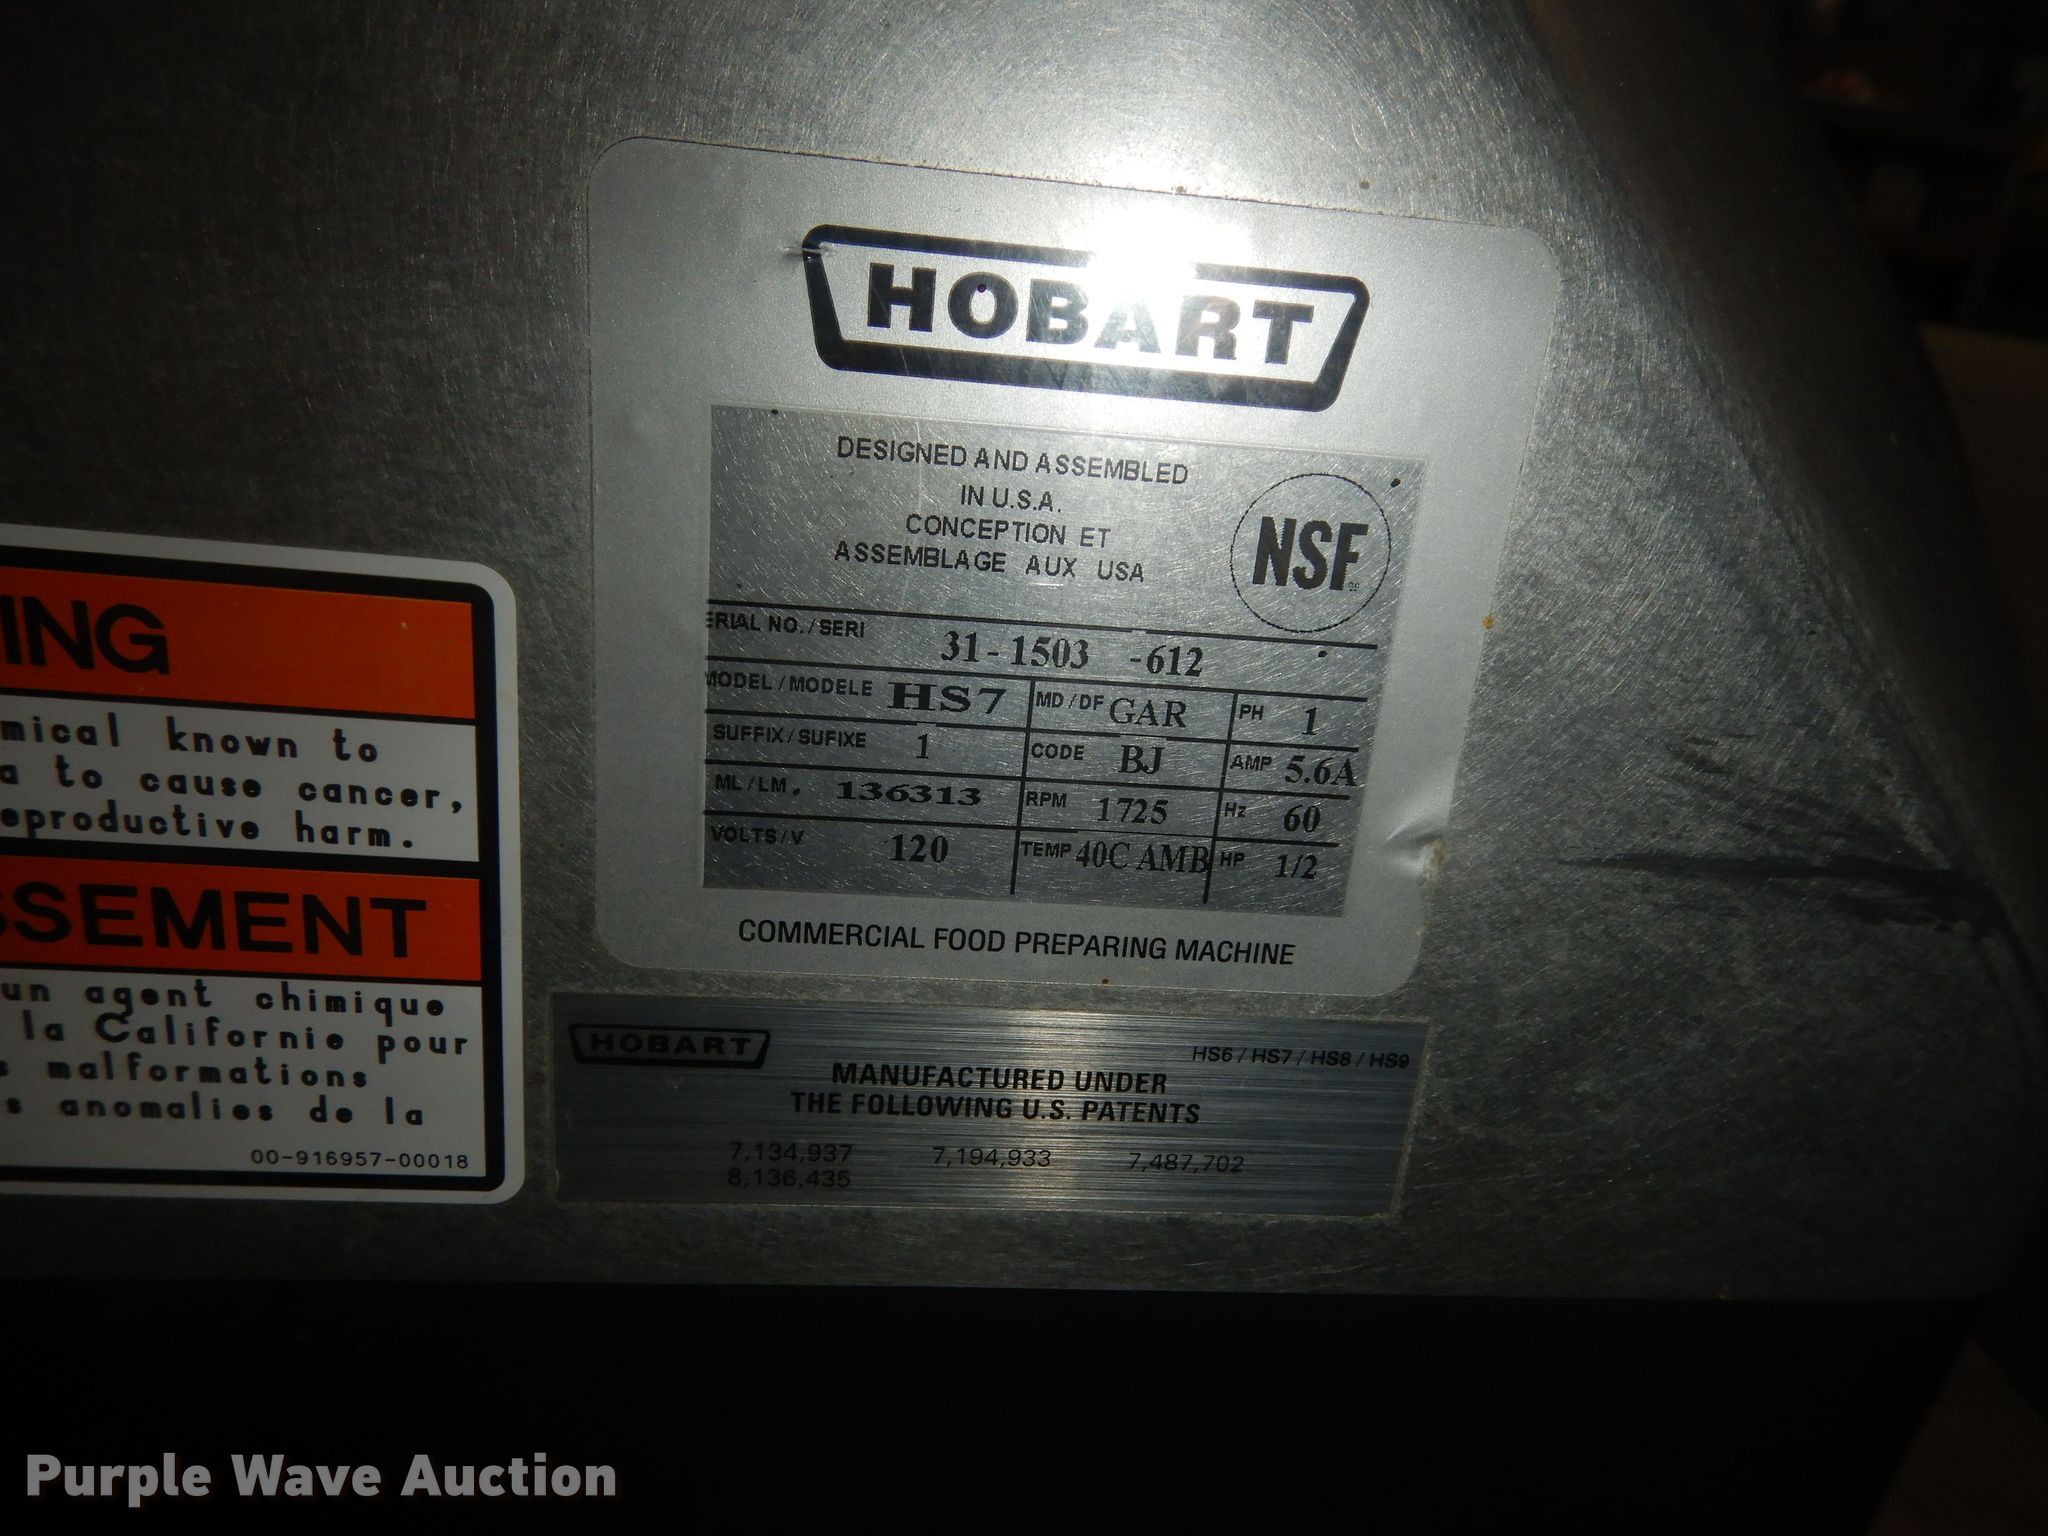 HOBART
DESIGNED AND ASSEMBLED
IN U.S.A.
CONCEPTION ET
ASSEMBLAGE AUX USA
NSF
ERIAL NO./SERI 31-1503 -612
MODEL/MODELE HS7 MD/DF GAR PH 1
SUFFIX/SUFIXE 1 CODE BJ AMP 5.6A
ML/LM. 136313 RPM 1725 Hz 60
VOLTS/V 120 TEMP 40C AMB HP 1/2
COMMERCIAL FOOD PREPARING MACHINE
ING
mical known to
a to cause cancer,
eproductive harm.
SSEMENT
un agent chimique
la Californie pour
s malformations
s anomalies de la
00-916957-00018
HOBART
HS6 / HS7 / HS8 / HS9
MANUFACTURED UNDER
THE FOLLOWING U.S. PATENTS
7,134,937 7,194,933 7,487,702
8,136,435
Purple Wave Auction